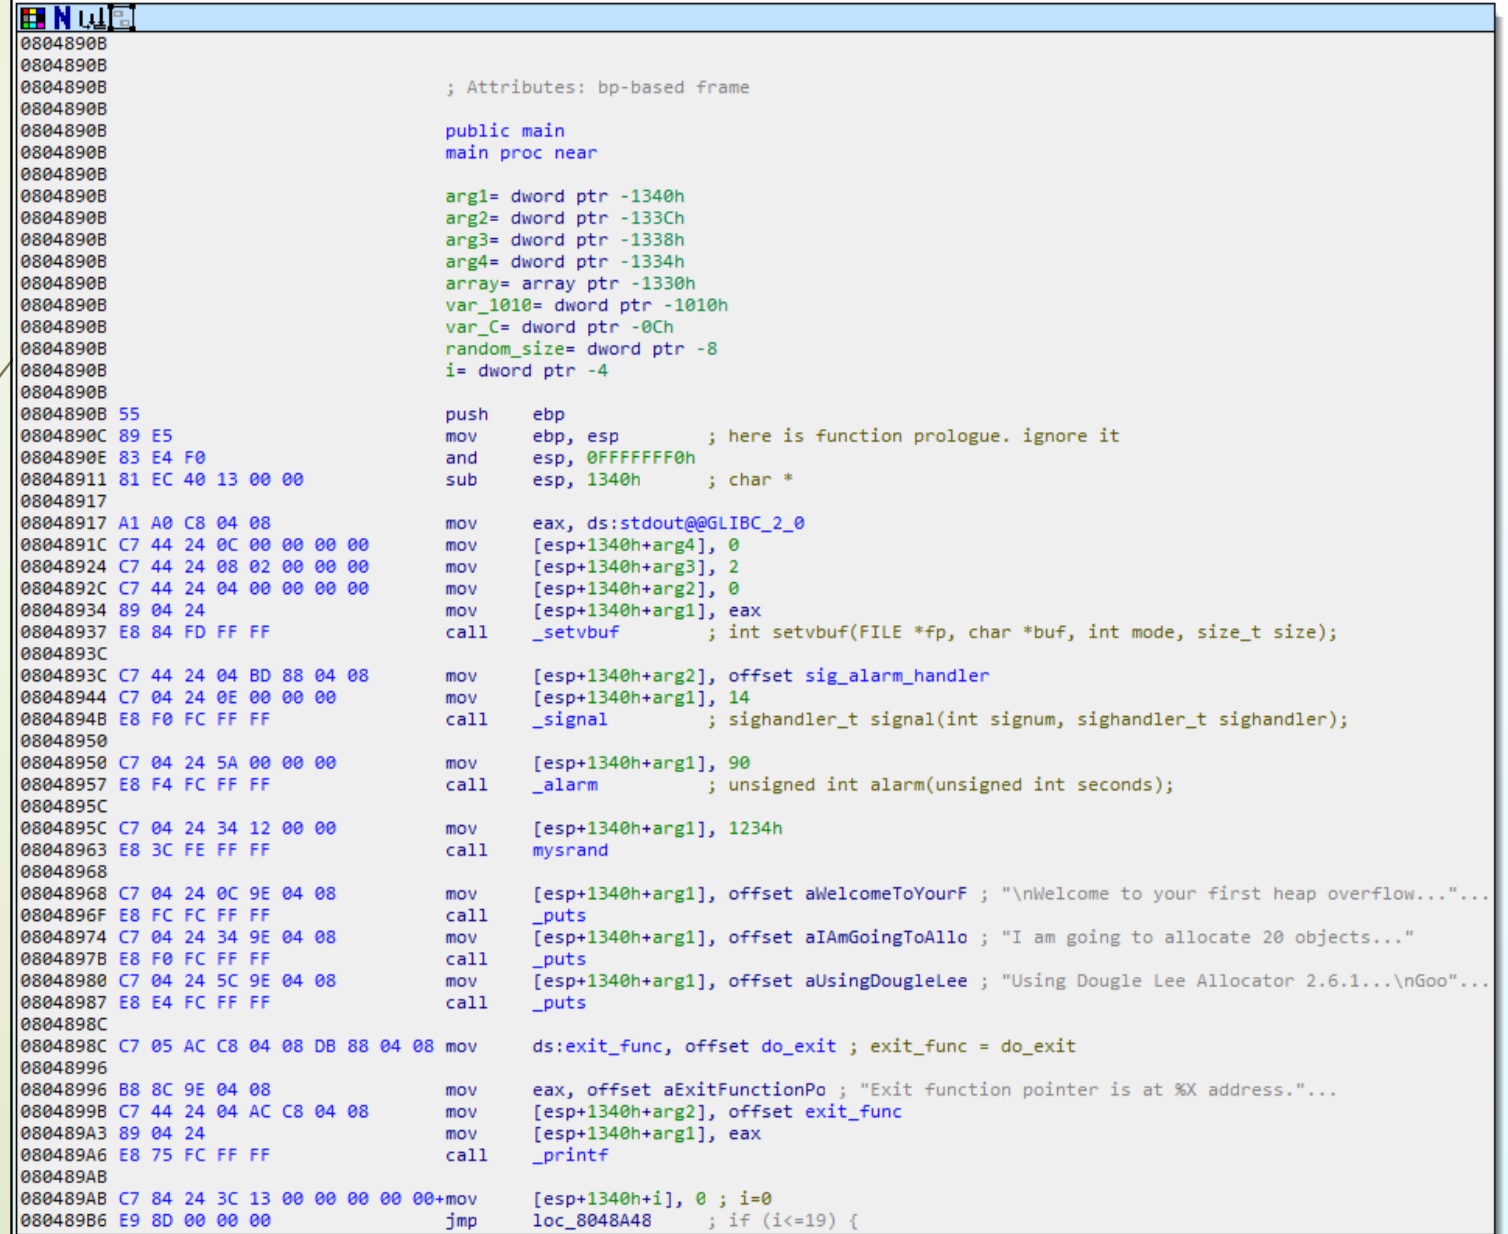 N
0804890B
0804890B
0804890B ; Attributes: bp-based frame
0804890B
0804890B public main
0804890B main proc near
0804890B
0804890B arg1= dword ptr -1340h
0804890B arg2= dword ptr -133Ch
0804890B arg3= dword ptr -1338h
0804890B arg4= dword ptr -1334h
0804890B array= array ptr -1330h
0804890B var_1010= dword ptr -1010h
0804890B var_C= dword ptr -0Ch
0804890B random_size= dword ptr -8
0804890B i= dword ptr -4
0804890B
0804890B 55 push ebp
0804890C 89 E5 mov ebp, esp ; here is function prologue. ignore it
0804890E 83 E4 F0 and esp, 0FFFFFFF0h
08048911 81 EC 40 13 00 00 sub esp, 1340h ; char *
08048917
08048917 A1 A0 C8 04 08 mov eax, ds:stdout@@GLIBC_2_0
0804891C C7 44 24 0C 00 00 00 00 mov [esp+1340h+arg4], 0
08048924 C7 44 24 08 02 00 00 00 mov [esp+1340h+arg3], 2
0804892C C7 44 24 04 00 00 00 00 mov [esp+1340h+arg2], 0
08048934 89 04 24 mov [esp+1340h+arg1], eax
08048937 E8 84 FD FF FF call _setvbuf ; int setvbuf(FILE *fp, char *buf, int mode, size_t size);
0804893C
0804893C C7 44 24 04 BD 88 04 08 mov [esp+1340h+arg2], offset sig_alarm_handler
08048944 C7 04 24 0E 00 00 00 mov [esp+1340h+arg1], 14
0804894B E8 F0 FC FF FF call _signal ; sighandler_t signal(int signum, sighandler_t sighandler);
08048950
08048950 C7 04 24 5A 00 00 00 mov [esp+1340h+arg1], 90
08048957 E8 F4 FC FF FF call _alarm ; unsigned int alarm(unsigned int seconds);
0804895C
0804895C C7 04 24 34 12 00 00 mov [esp+1340h+arg1], 1234h
08048963 E8 3C FE FF FF call mysrand
08048968
08048968 C7 04 24 0C 9E 04 08 mov [esp+1340h+arg1], offset aWelcomeToYourF ; "\nWelcome to your first heap overflow..."...
0804896F E8 FC FC FF FF call _puts
08048974 C7 04 24 34 9E 04 08 mov [esp+1340h+arg1], offset aIAmGoingToAllo ; "I am going to allocate 20 objects..."
0804897B E8 F0 FC FF FF call _puts
08048980 C7 04 24 5C 9E 04 08 mov [esp+1340h+arg1], offset aUsingDougleLee ; "Using Dougle Lee Allocator 2.6.1...\nGoo"...
08048987 E8 E4 FC FF FF call _puts
0804898C
0804898C C7 05 AC C8 04 08 DB 88 04 08 mov ds:exit_func, offset do_exit ; exit_func = do_exit
08048996
08048996 B8 8C 9E 04 08 mov eax, offset aExitFunctionPo ; "Exit function pointer is at %X address."...
0804899B C7 44 24 04 AC C8 04 08 mov [esp+1340h+arg2], offset exit_func
080489A3 89 04 24 mov [esp+1340h+arg1], eax
080489A6 E8 75 FC FF FF call _printf
080489AB
080489AB C7 84 24 3C 13 00 00 00 00 00+mov [esp+1340h+i], 0 ; i=0
080489B6 E9 8D 00 00 00 jmp loc_8048A48 ; if (i<=19) {